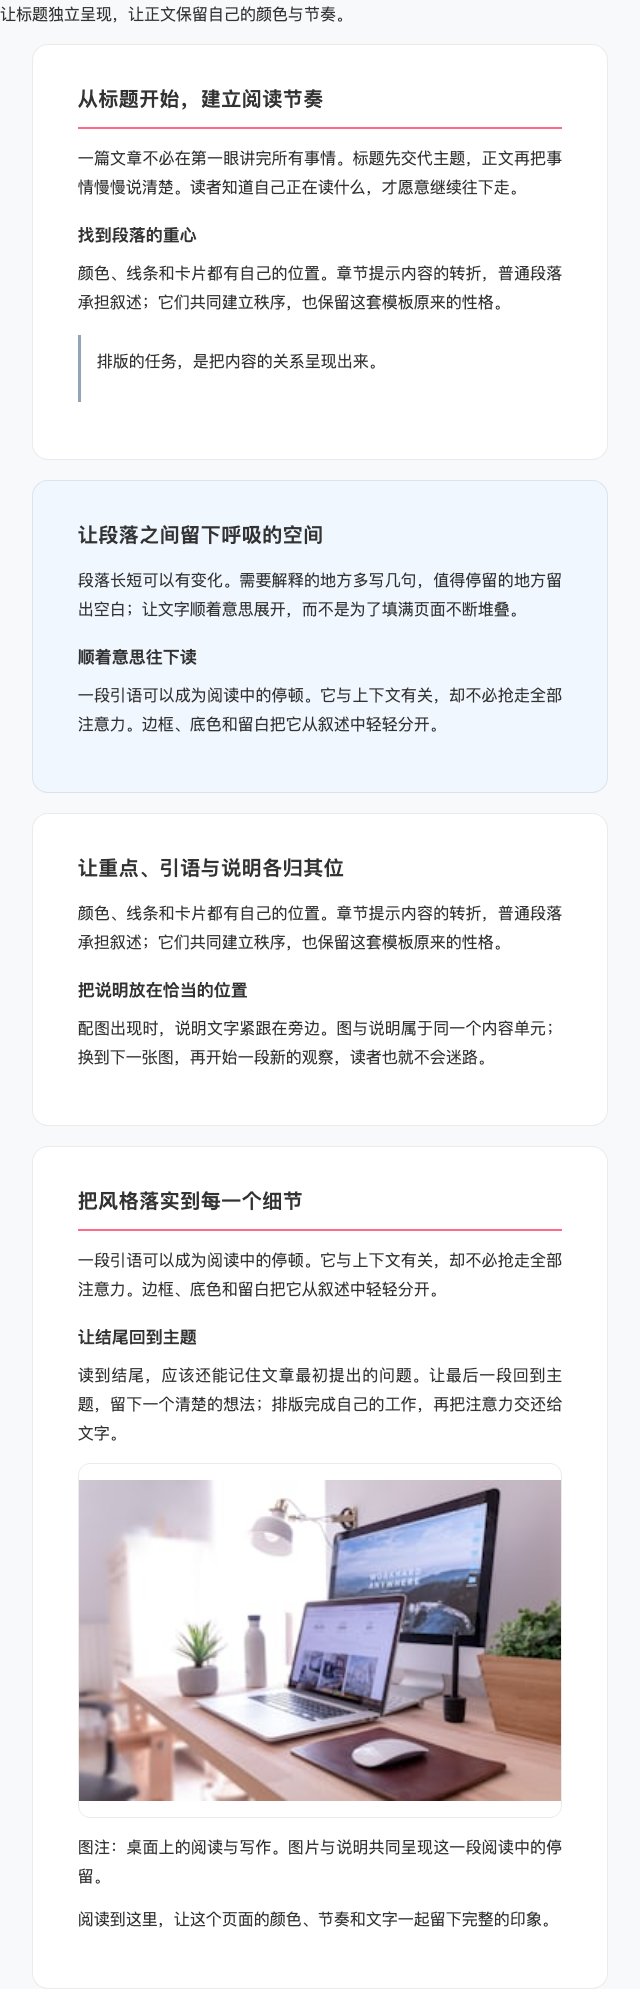 让标题独立呈现，让正文保留自己的颜色与节奏。
从标题开始，建立阅读节奏
一篇文章不必在第一眼讲完所有事情。标题先交代主题，正文再把事
情慢慢说清楚。读者知道自己正在读什么，才愿意继续往下走。
找到段落的重心
颜色、线条和卡片都有自己的位置。章节提示内容的转折，普通段落
承担叙述；它们共同建立秩序，也保留这套模板原来的性格。
排版的任务，是把内容的关系呈现出来。
让段落之间留下呼吸的空间
段落长短可以有变化。需要解释的地方多写几句，值得停留的地方留
出空白；让文字顺着意思展开，而不是为了填满页面不断堆叠。
顺着意思往下读
一段引语可以成为阅读中的停顿。它与上下文有关，却不必抢走全部
注意力。边框、底色和留白把它从叙述中轻轻分开。
让重点、引语与说明各归其位
颜色、线条和卡片都有自己的位置。章节提示内容的转折，普通段落
承担叙述；它们共同建立秩序，也保留这套模板原来的性格。
把说明放在恰当的位置
配图出现时，说明文字紧跟在旁边。图与说明属于同一个内容单元；
换到下一张图，再开始一段新的观察，读者也就不会迷路。
把风格落实到每一个细节
一段引语可以成为阅读中的停顿。它与上下文有关，却不必抢走全部
注意力。边框、底色和留白把它从叙述中轻轻分开。
让结尾回到主题
读到结尾，应该还能记住文章最初提出的问题。让最后一段回到主
题，留下一个清楚的想法；排版完成自己的工作，再把注意力交还给
文字。
WORKHARD
ANYWHERE
图注：桌面上的阅读与写作。图片与说明共同呈现这一段阅读中的停
留。
阅读到这里，让这个页面的颜色、节奏和文字一起留下完整的印象。